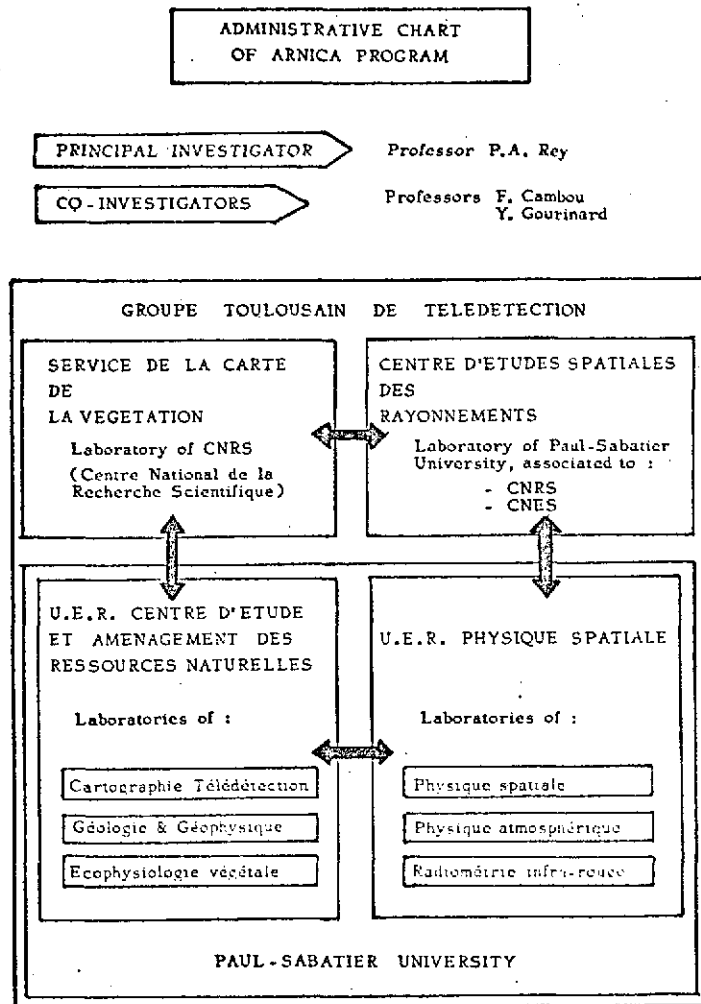 ADMINISTRATIVE CHART
OF ARNICA PROGRAM
PRINCIPAL INVESTIGATOR
Professor P.A. Rey
CO-INVESTIGATORS
Professors F. Cambou
Y. Gourinard
GROUPE TOULOUSAIN DE TELEDETECTION
SERVICE DE LA CARTE
DE
LA VEGETATION
Laboratory of CNRS
(Centre National de la
Recherche Scientifique)
CENTRE D'ETUDES SPATIALES
DES
RAYONNEMENTS
Laboratory of Paul-Sabatier
University, associated to :
- CNRS
- CNES
U.E.R. CENTRE D'ETUDE
ET AMENAGEMENT DES
RESSOURCES NATURELLES
Laboratories of :
Cartographie Télédétection
Géologie & Géophysique
Ecophysiologie végétale
U.E.R. PHYSIQUE SPATIALE
Laboratories of :
Physique spatiale
Physique atmosphérique
Radiométrie infra-rouge
PAUL-SABATIER UNIVERSITY